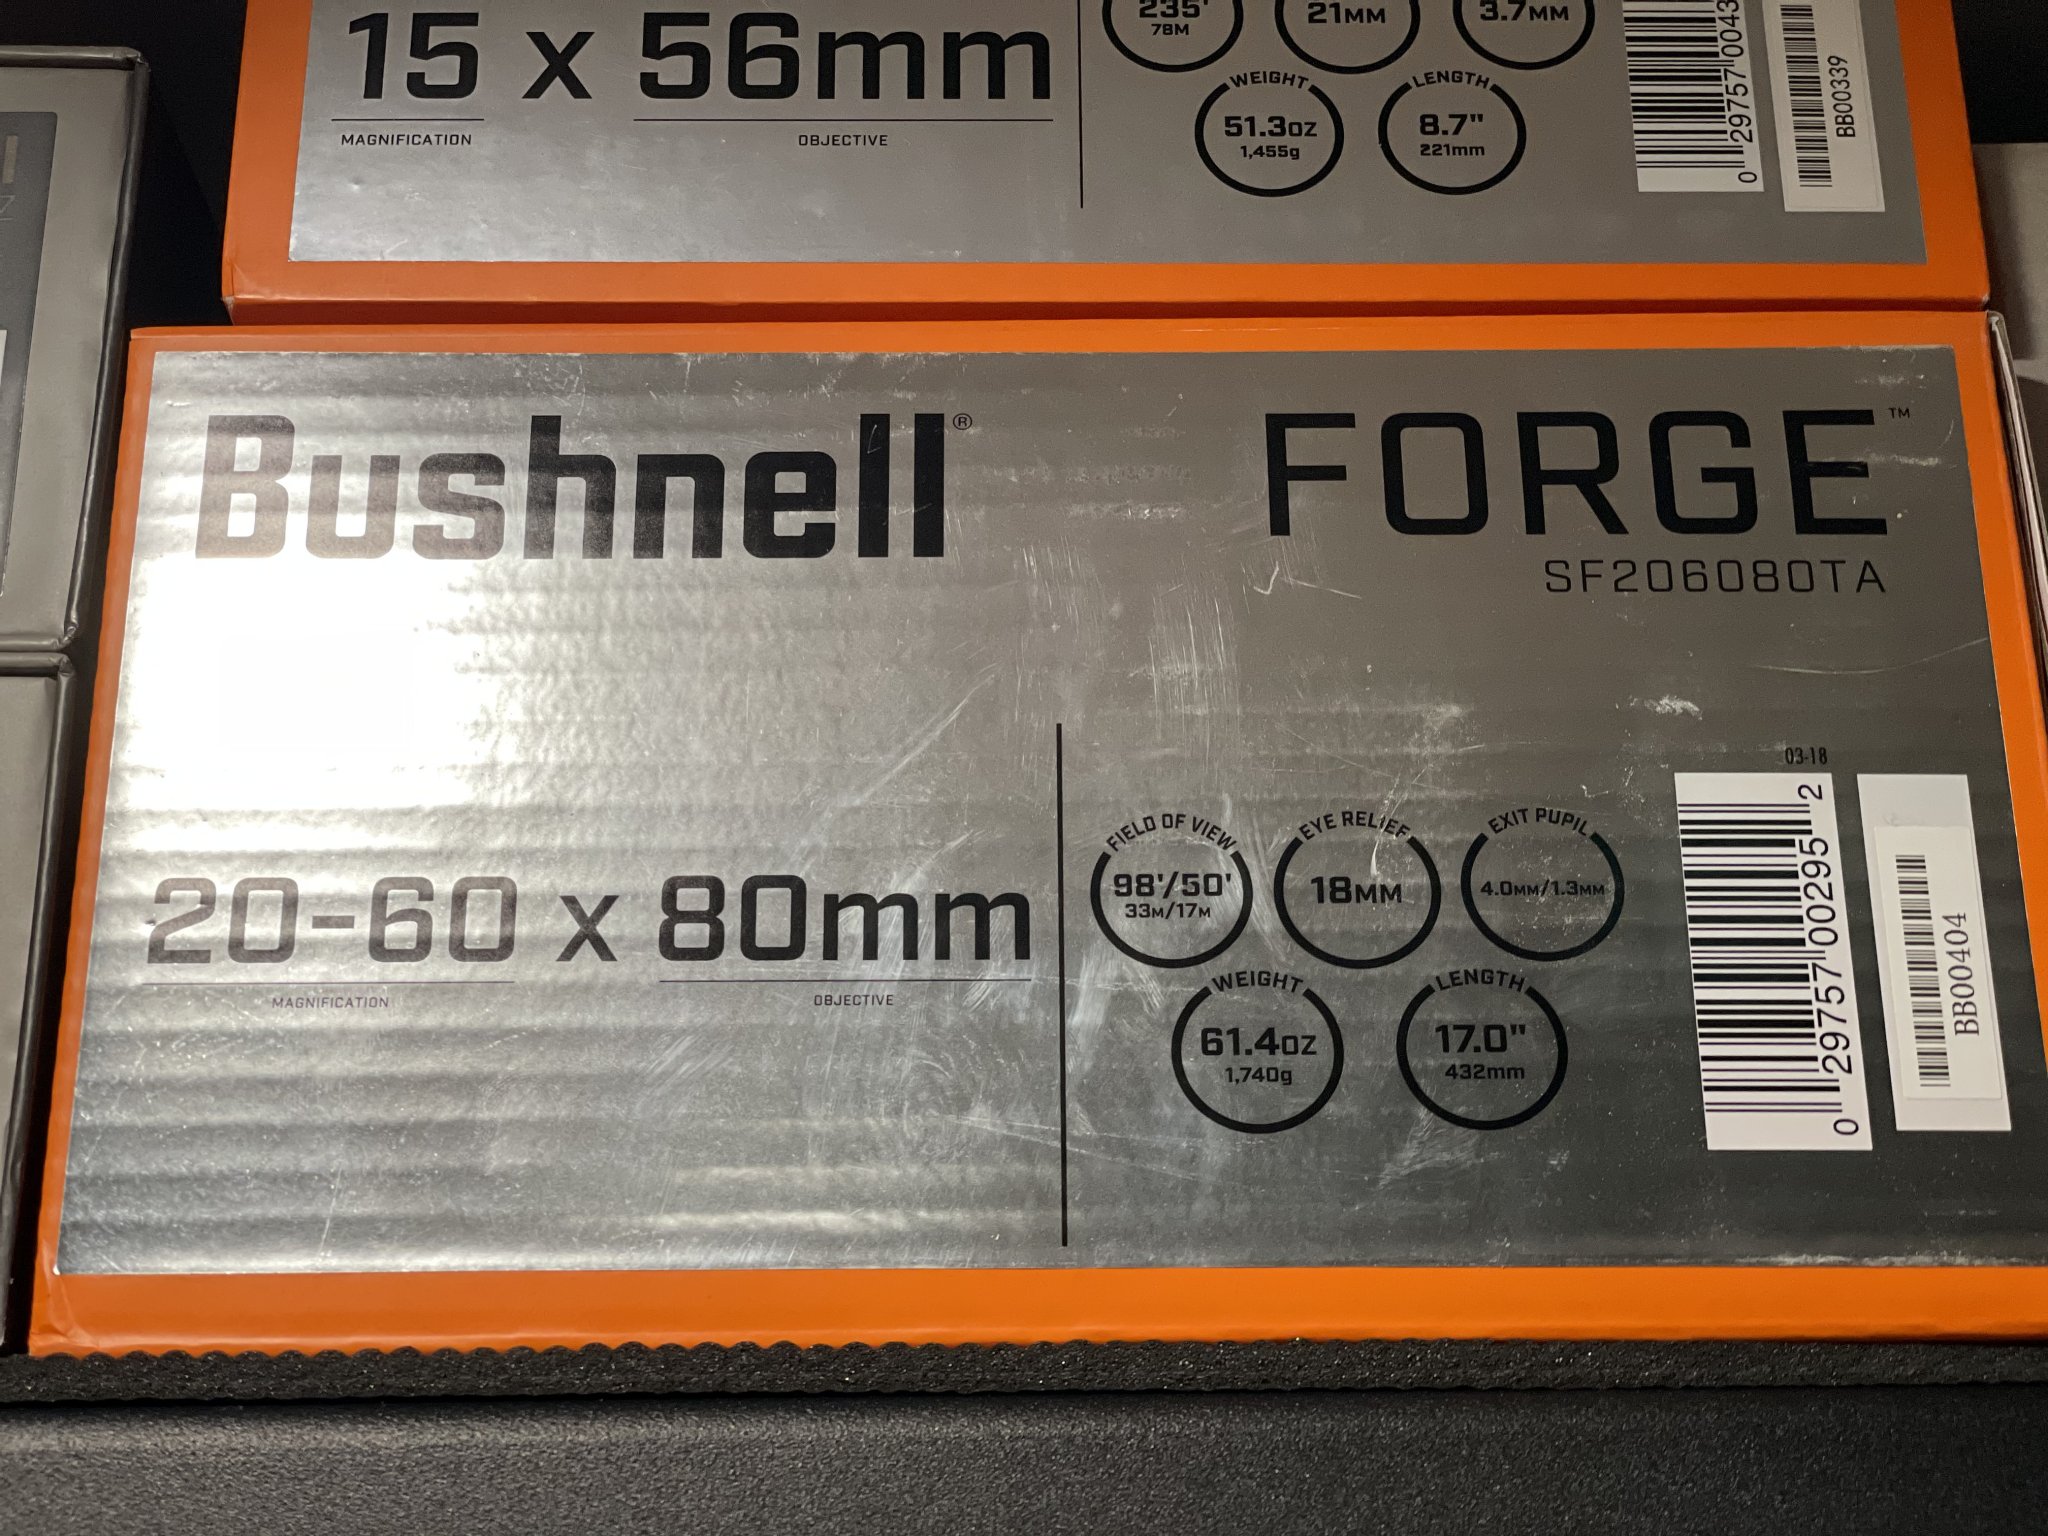 15 x 56mm
MAGNIFICATION
OBJECTIVE
235'
78M
21MM
3.7MM
WEIGHT
51.3OZ
1,455g
LENGTH
8.7"
221mm
0 29757 0043
BB00339
Bushnell®
FORGE™
SF206080TA
20-60 x 80mm
MAGNIFICATION
OBJECTIVE
FIELD OF VIEW
98'/50'
33M/17M
EYE RELIEF
18MM
EXIT PUPIL
4.0MM/1.3MM
WEIGHT
61.4OZ
1,740g
LENGTH
17.0"
432mm
03-18
0 29757 00295 2
BB00404